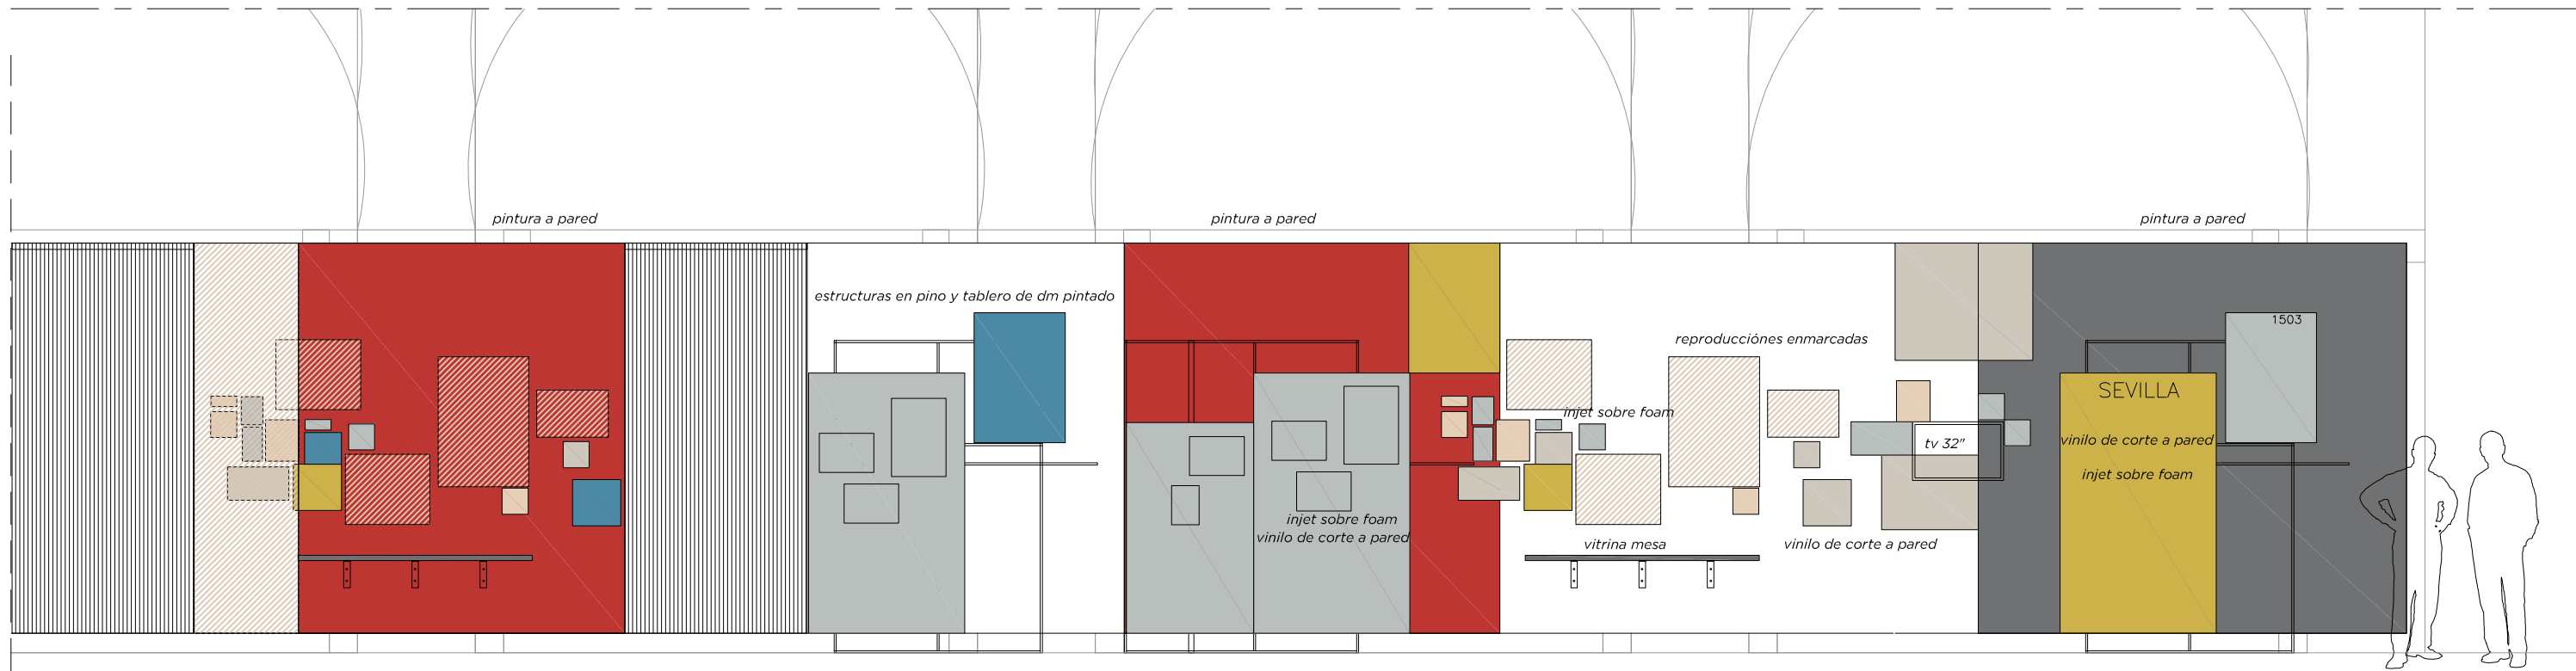 pintura a pared
pintura a pared
pintura a pared
estructuras en pino y tablero de dm pintado
1503
reproducciónes enmarcadas
SEVILLA
injet sobre foam
vinilo de corte a pared
tv 32"
injet sobre foam
injet sobre foam
vinilo de corte a pared
vitrina mesa
vinilo de corte a pared